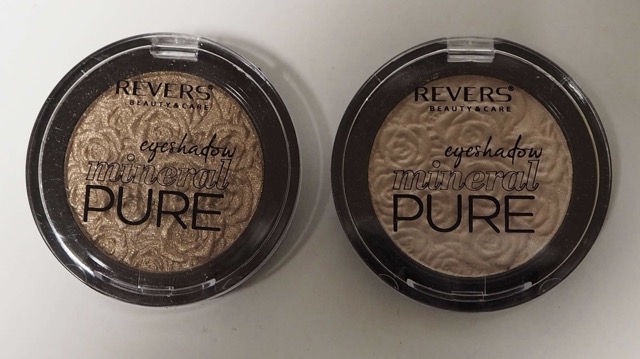 REVERS®
BEAUTY&CARE
eyeshadow
mineral
PURE
REVERS®
BEAUTY&CARE
eyeshadow
mineral
PURE